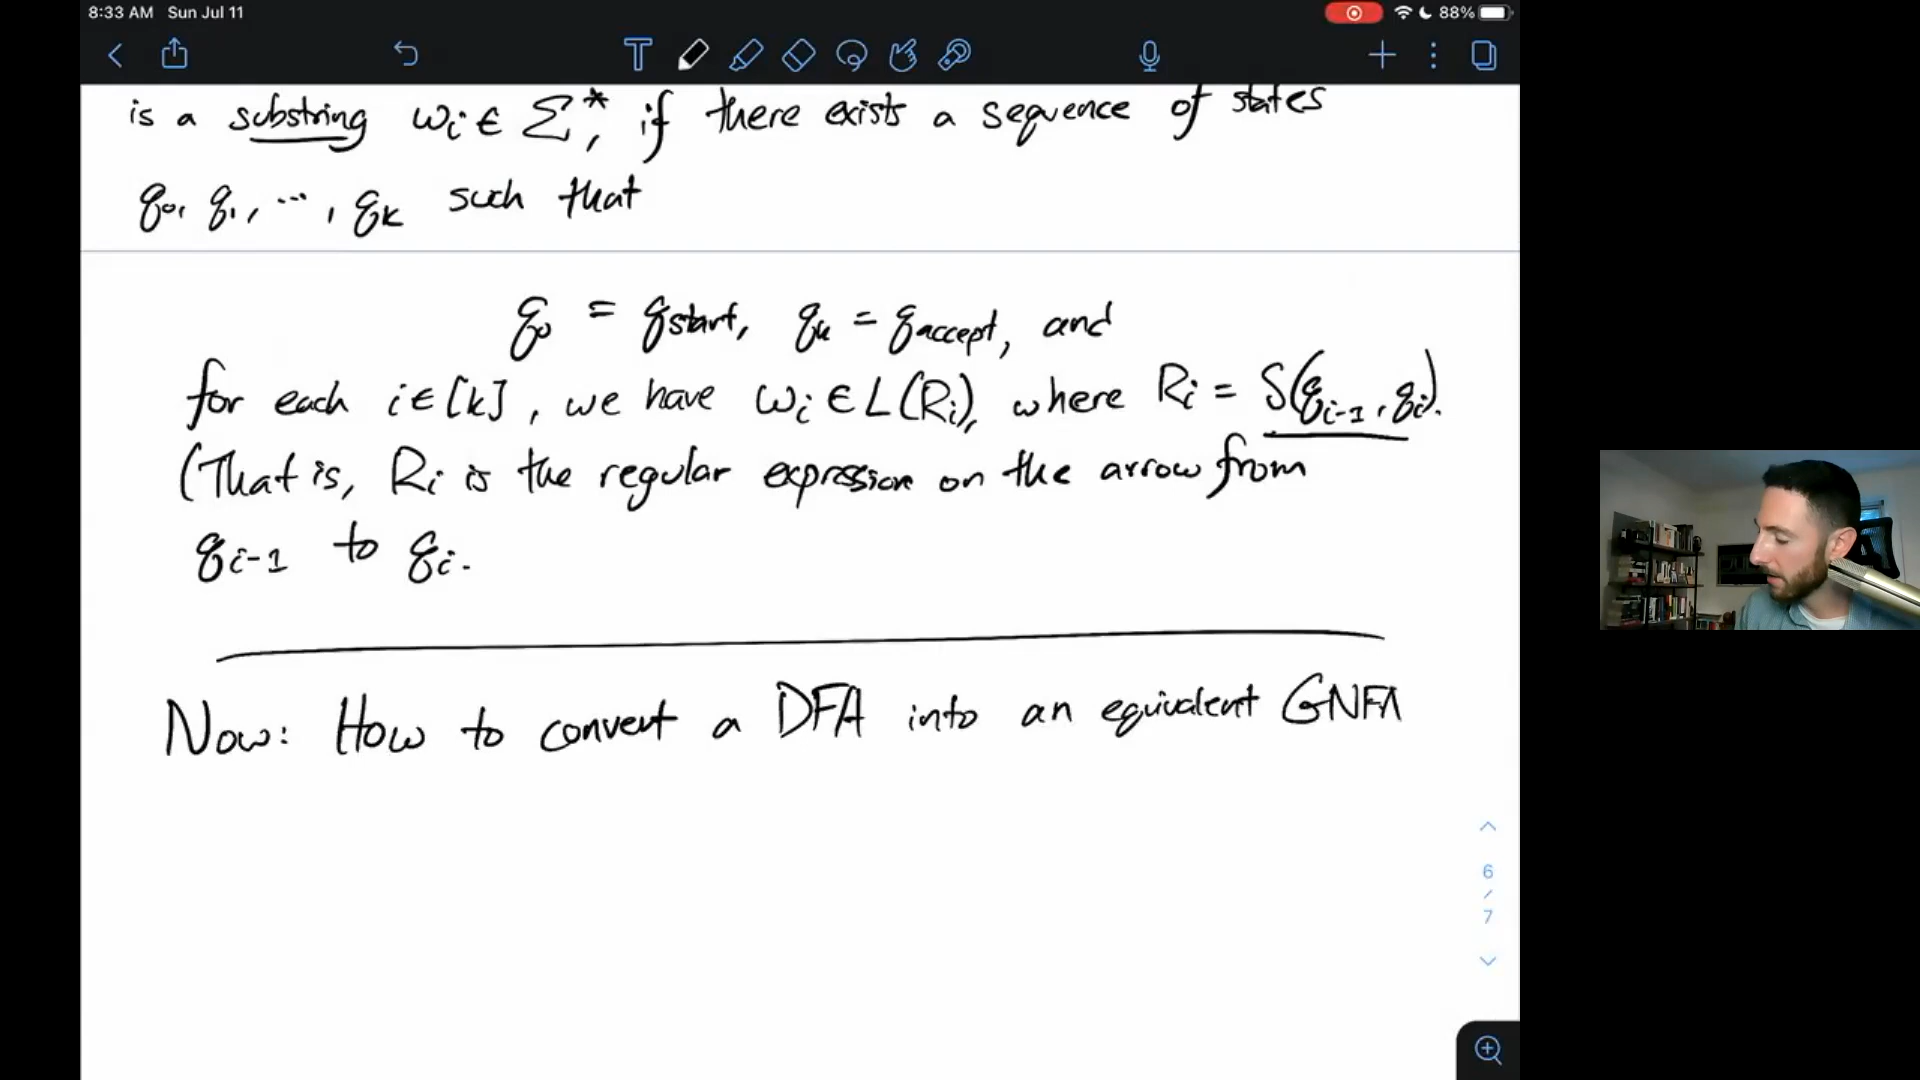 8:33 AM Sun Jul 11
88%
is a substring wi ∈ Σ*, if there exists a sequence of states
q0, q1, ..., qk such that
q0 = qstart, qk = qaccept, and
for each i ∈ [k], we have wi ∈ L(Ri), where Ri = δ(qi-1, qi).
(That is, Ri is the regular expression on the arrow from
qi-1 to qi.
Now: How to convert a DFA into an equivalent GNFA
6
/
7